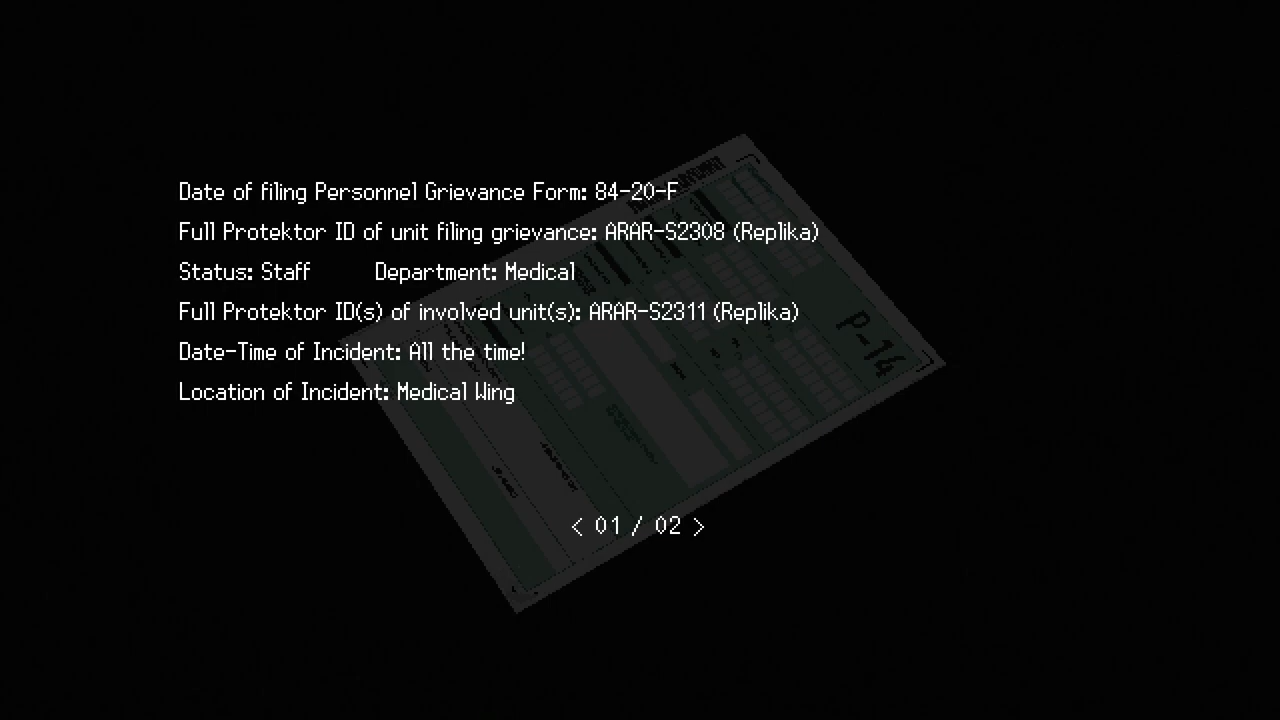 Date of filing Personnel Grievance Form: 84-20-F
Full Protektor ID of unit filing grievance: ARAR-S2308 (Replika)
Status: Staff Department: Medical
Full Protektor ID(s) of involved unit(s): ARAR-S2311 (Replika)
Date-Time of Incident: All the time!
Location of Incident: Medical Wing
P-14
< 01 / 02 >